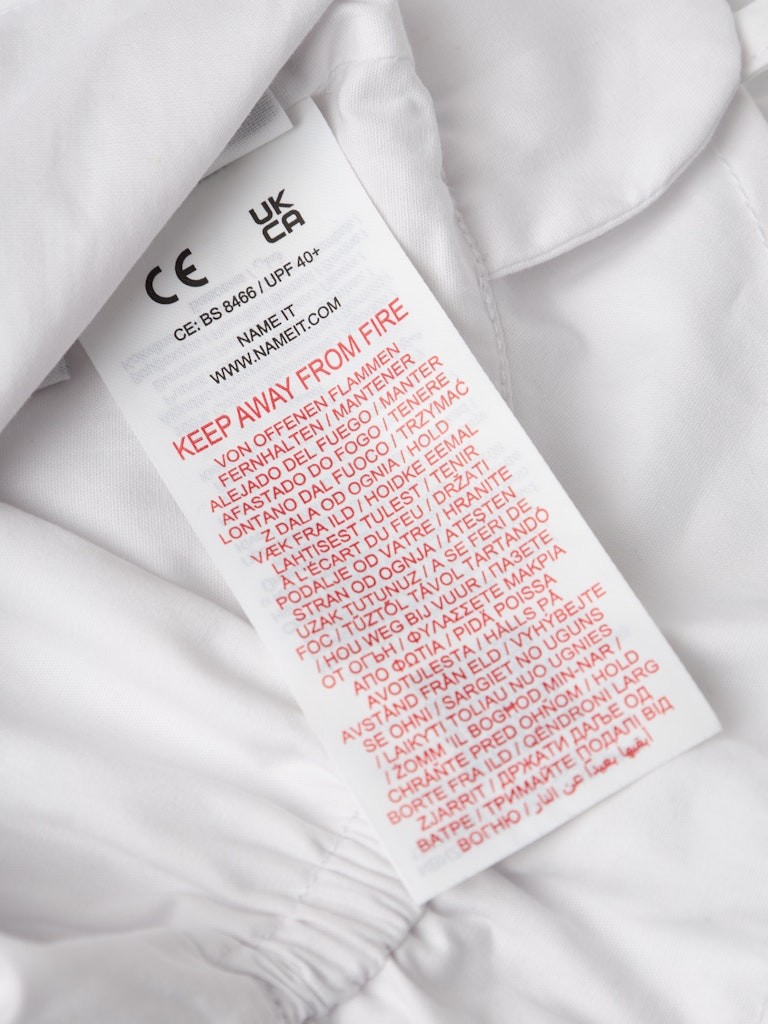 UK
CA
CE
CE: BS 8466 / UPF 40+
NAME IT
WWW.NAMEIT.COM
KEEP AWAY FROM FIRE
VON OFFENEN FLAMMEN
FERNHALTEN / MANTENER
ALEJADO DEL FUEGO / MANTER
AFASTADO DO FOGO / TENERE
LONTANO DAL FUOCO / TRZYMAĆ
Z DALA OD OGNIA / HOLD
VÆK FRA ILD / HOIDKE EEMAL
LAHTISEST TULEST / TENIR
À L'ÉCART DU FEU / DRŽATI
PODALJE OD VATRE / HRANITE
STRAN OD OGNJA / ATEŞTEN
UZAK TUTUNUZ / A SE FERI DE
FOC / TŰZTŐL TÁVOL TARTANDÓ
/ HOU WEG BIJ VUUR / ПАЗЕТЕ
ОТ ОГЪН / ΦΥΛΑΣΣΕΤΕ ΜΑΚΡΙΑ
ΑΠΟ ΦΩΤΙΑ / PIDÄ POISSA
AVOTULESTA / HÅLLS PÅ
AVSTÅND FRÅN ELD / VYHÝBEJTE
SE OHNI / SARGIET NO UGUNS
/ LAIKYTI TOLIAU NUO UGNIES
/ ŻOMM IL BOGĦOD MIN-NAR /
CHRÁŇTE PRED OHŇOM / HOLD
BORTE FRA ILD / QËNDRONI LARG
ZJARRIT / ДРЖАТИ ДАЉЕ ОД
ВАТРЕ / ТРИМАЙТЕ ПОДАЛІ ВІД
ВОГНЮ / أبقيها بعيداً عن النار